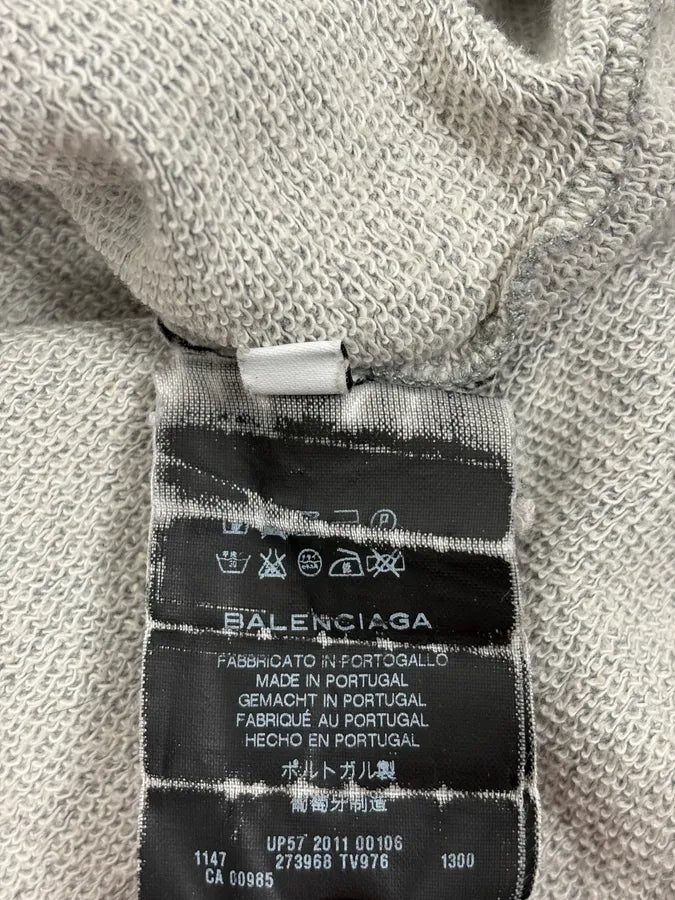 P
BALENCIAGA
FABBRICATO IN PORTOGALLO
MADE IN PORTUGAL
GEMACHT IN PORTUGAL
FABRIQUÉ AU PORTUGAL
HECHO EN PORTUGAL
ポルトガル製
葡萄牙制造
UP57 2011 00106
1147 273968 TV976 1300
CA 00985